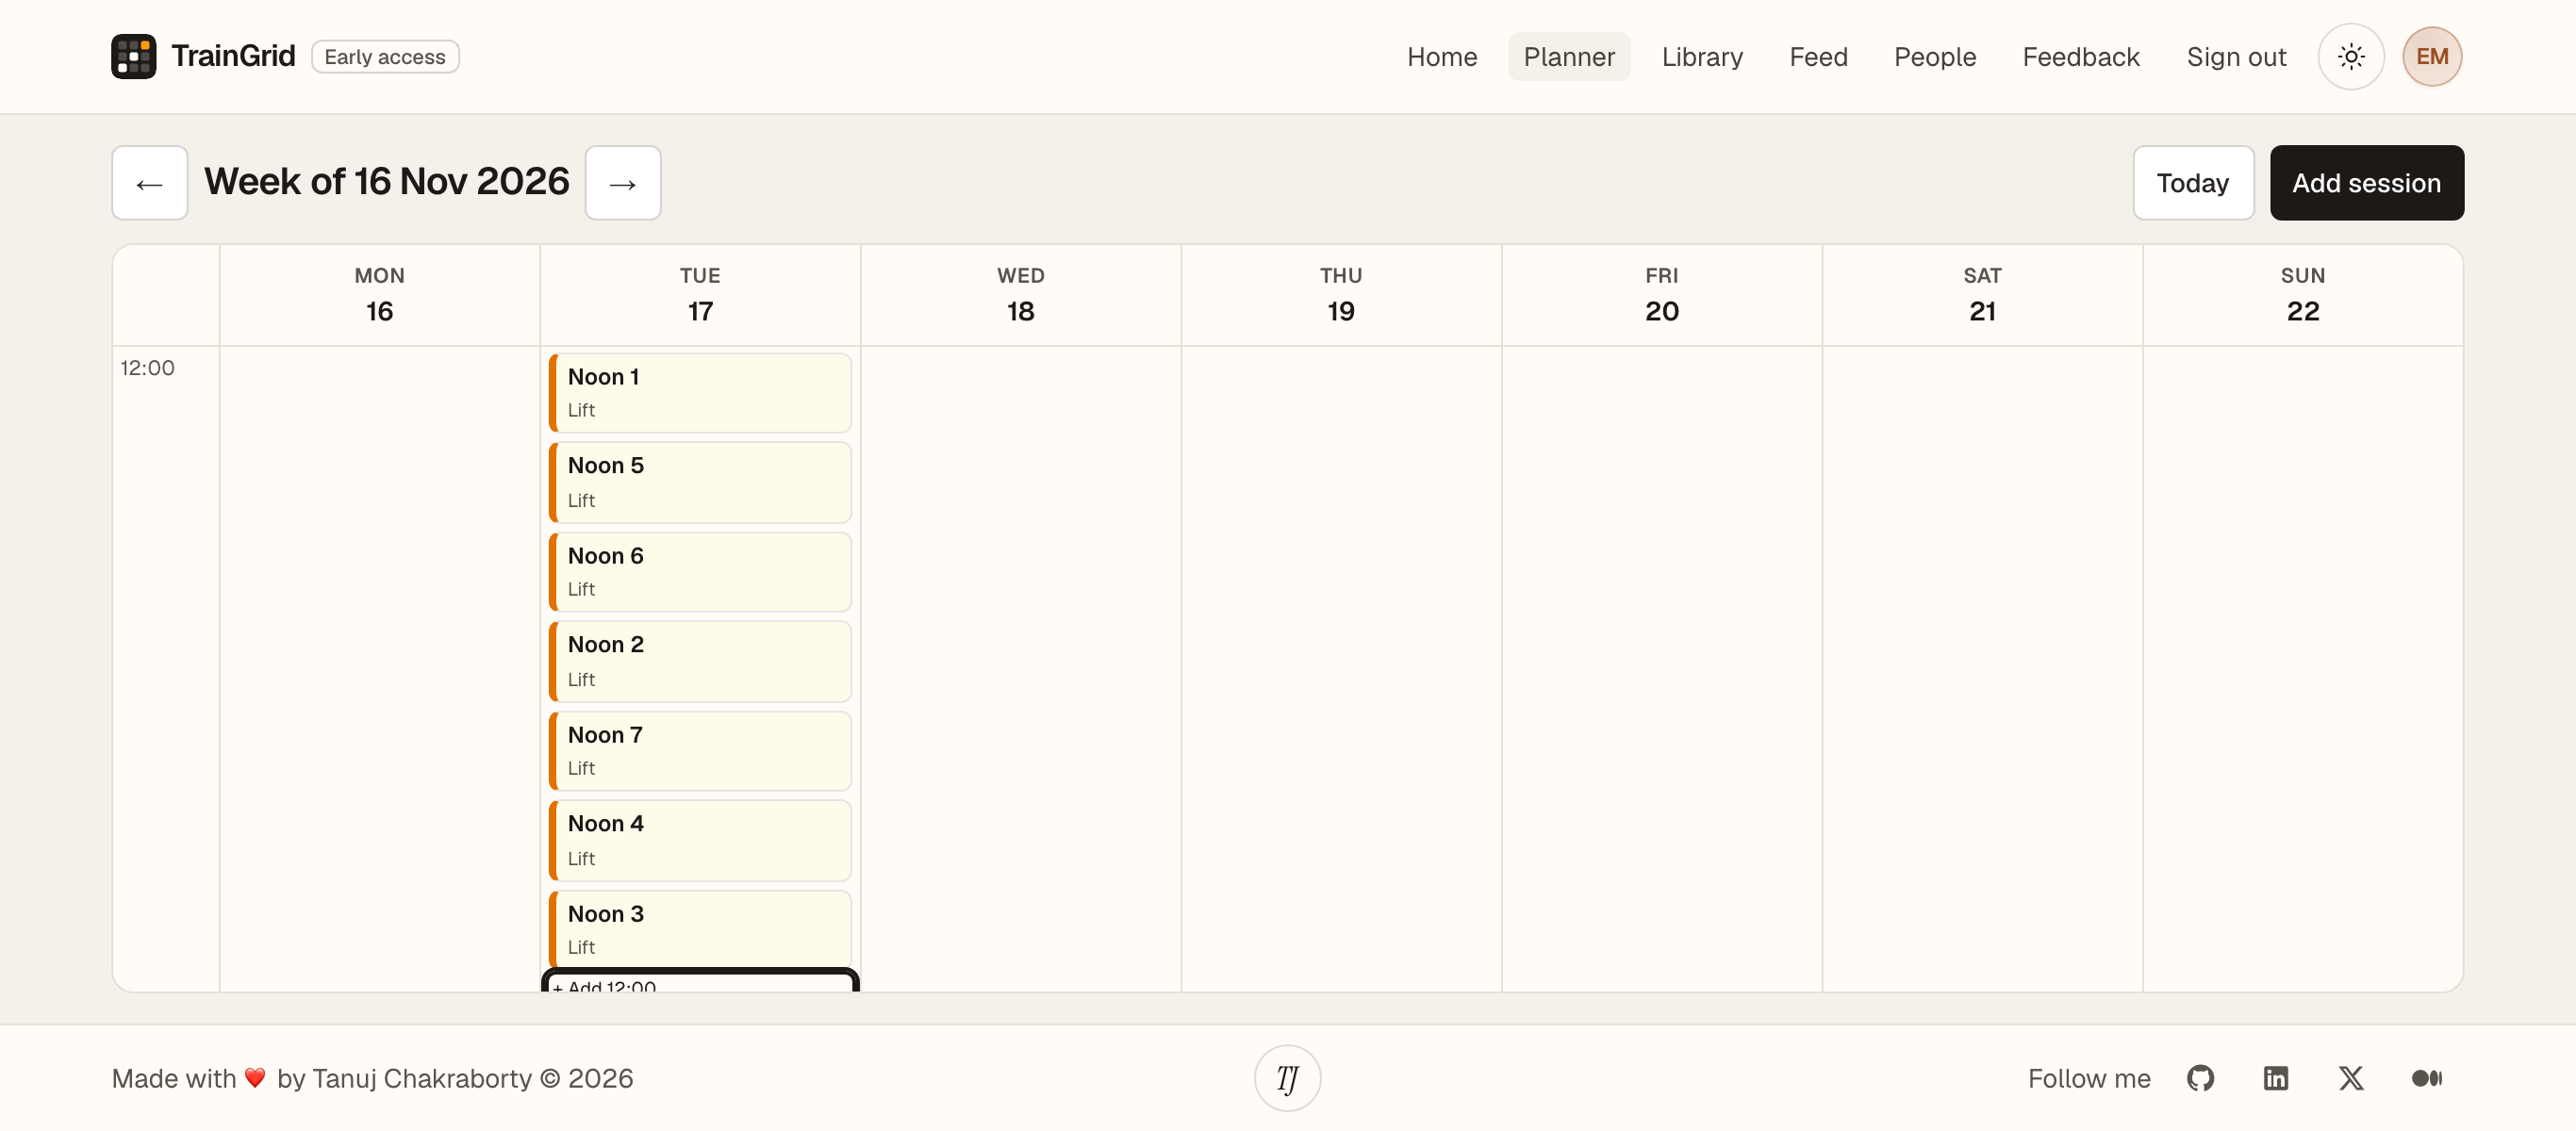 TrainGrid Early access Home Planner Library Feed People Feedback Sign out EM
← Week of 16 Nov 2026 → Today Add session
MON TUE WED THU FRI SAT SUN
16 17 18 19 20 21 22
12:00
Noon 1
Lift
Noon 5
Lift
Noon 6
Lift
Noon 2
Lift
Noon 7
Lift
Noon 4
Lift
Noon 3
Lift
+ Add 12:00
Made with ❤️ by Tanuj Chakraborty © 2026 TJ Follow me